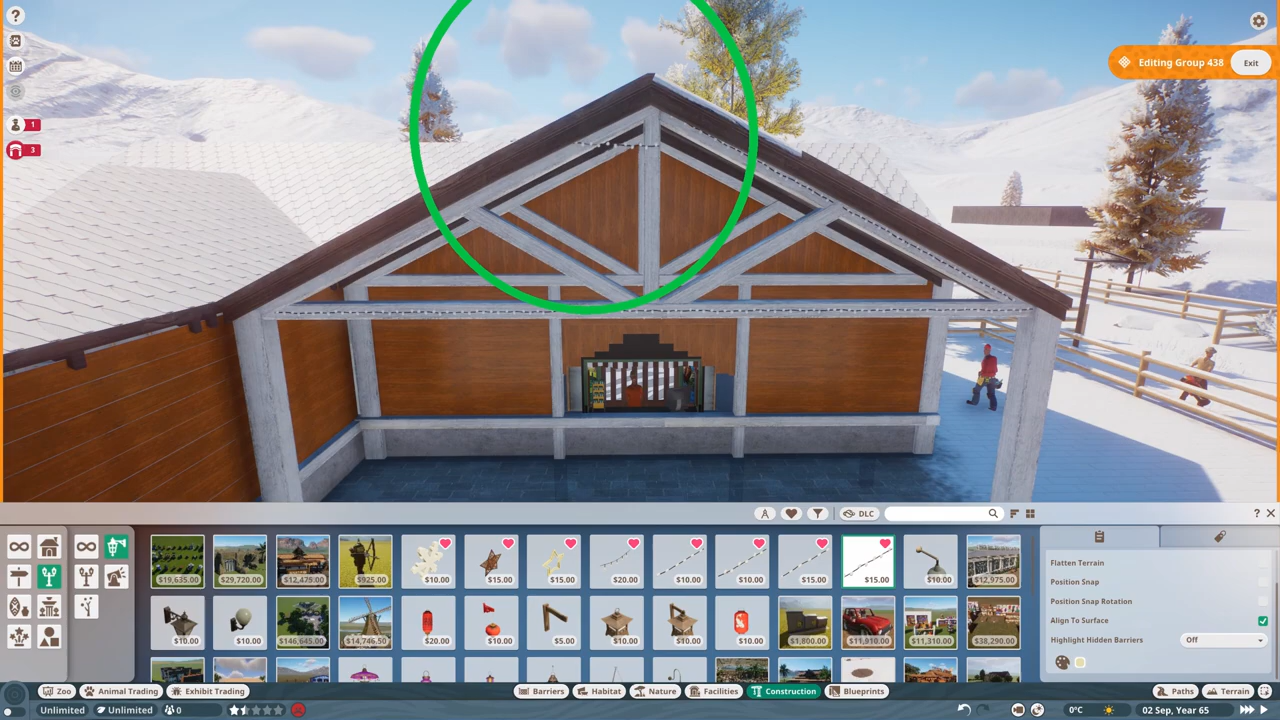 ?
Editing Group 438
Exit
1
3
DLC
?
$19,635.00
$29,720.00
$12,475.00
$925.00
$10.00
$15.00
$15.00
$20.00
$10.00
$10.00
$15.00
$15.00
$10.00
$12,975.00
$10.00
$10.00
$146,645.00
$14,746.50
$20.00
$10.00
$5.00
$10.00
$10.00
$10.00
$1,800.00
$11,910.00
$11,310.00
$38,290.00
Flatten Terrain
Position Snap
Position Snap Rotation
Align To Surface
Highlight Hidden Barriers
Off
Zoo
Animal Trading
Exhibit Trading
Barriers
Habitat
Nature
Facilities
Construction
Blueprints
Paths
Terrain
Unlimited
Unlimited
0
0°C
02 Sep, Year 65